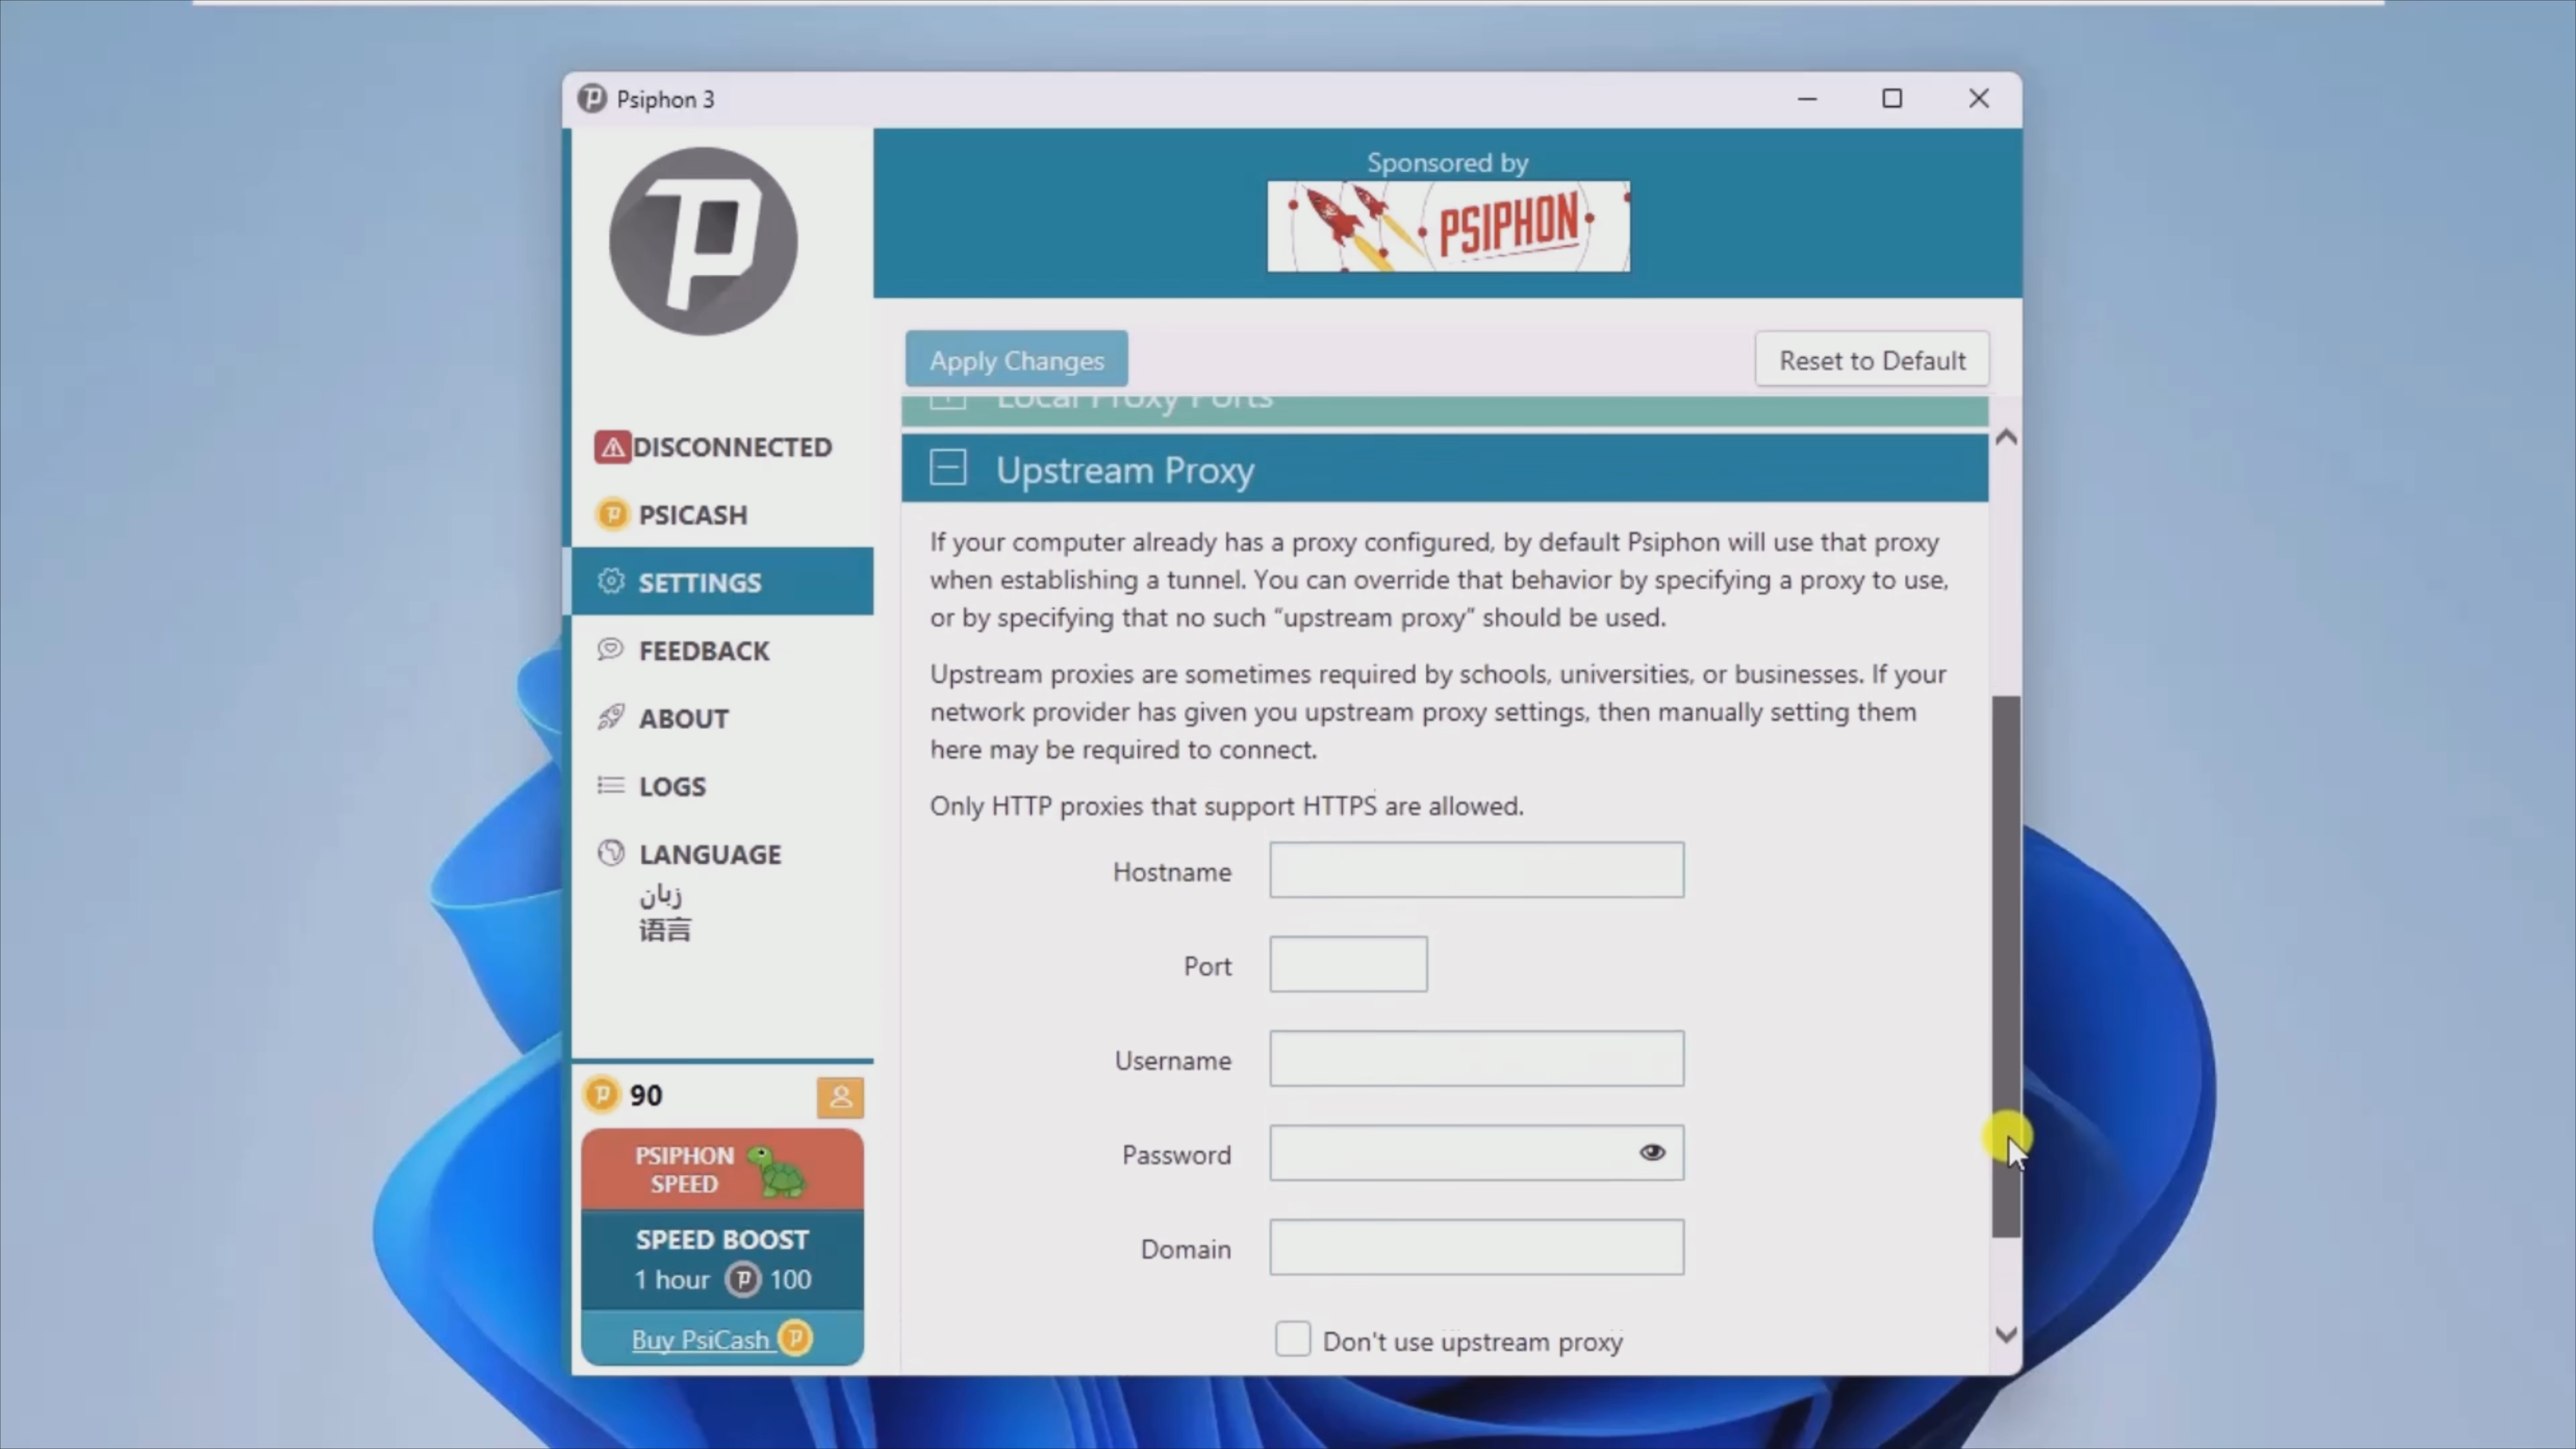 Psiphon 3
Sponsored by
PSIPHON
Apply Changes
Reset to Default
DISCONNECTED
PSICASH
SETTINGS
FEEDBACK
ABOUT
LOGS
LANGUAGE
زبان
语言
90
PSIPHON
SPEED
SPEED BOOST
1 hour 100
Buy PsiCash
Local Proxy Ports
Upstream Proxy
If your computer already has a proxy configured, by default Psiphon will use that proxy
when establishing a tunnel. You can override that behavior by specifying a proxy to use,
or by specifying that no such “upstream proxy” should be used.
Upstream proxies are sometimes required by schools, universities, or businesses. If your
network provider has given you upstream proxy settings, then manually setting them
here may be required to connect.
Only HTTP proxies that support HTTPS are allowed.
Hostname
Port
Username
Password
Domain
Don't use upstream proxy